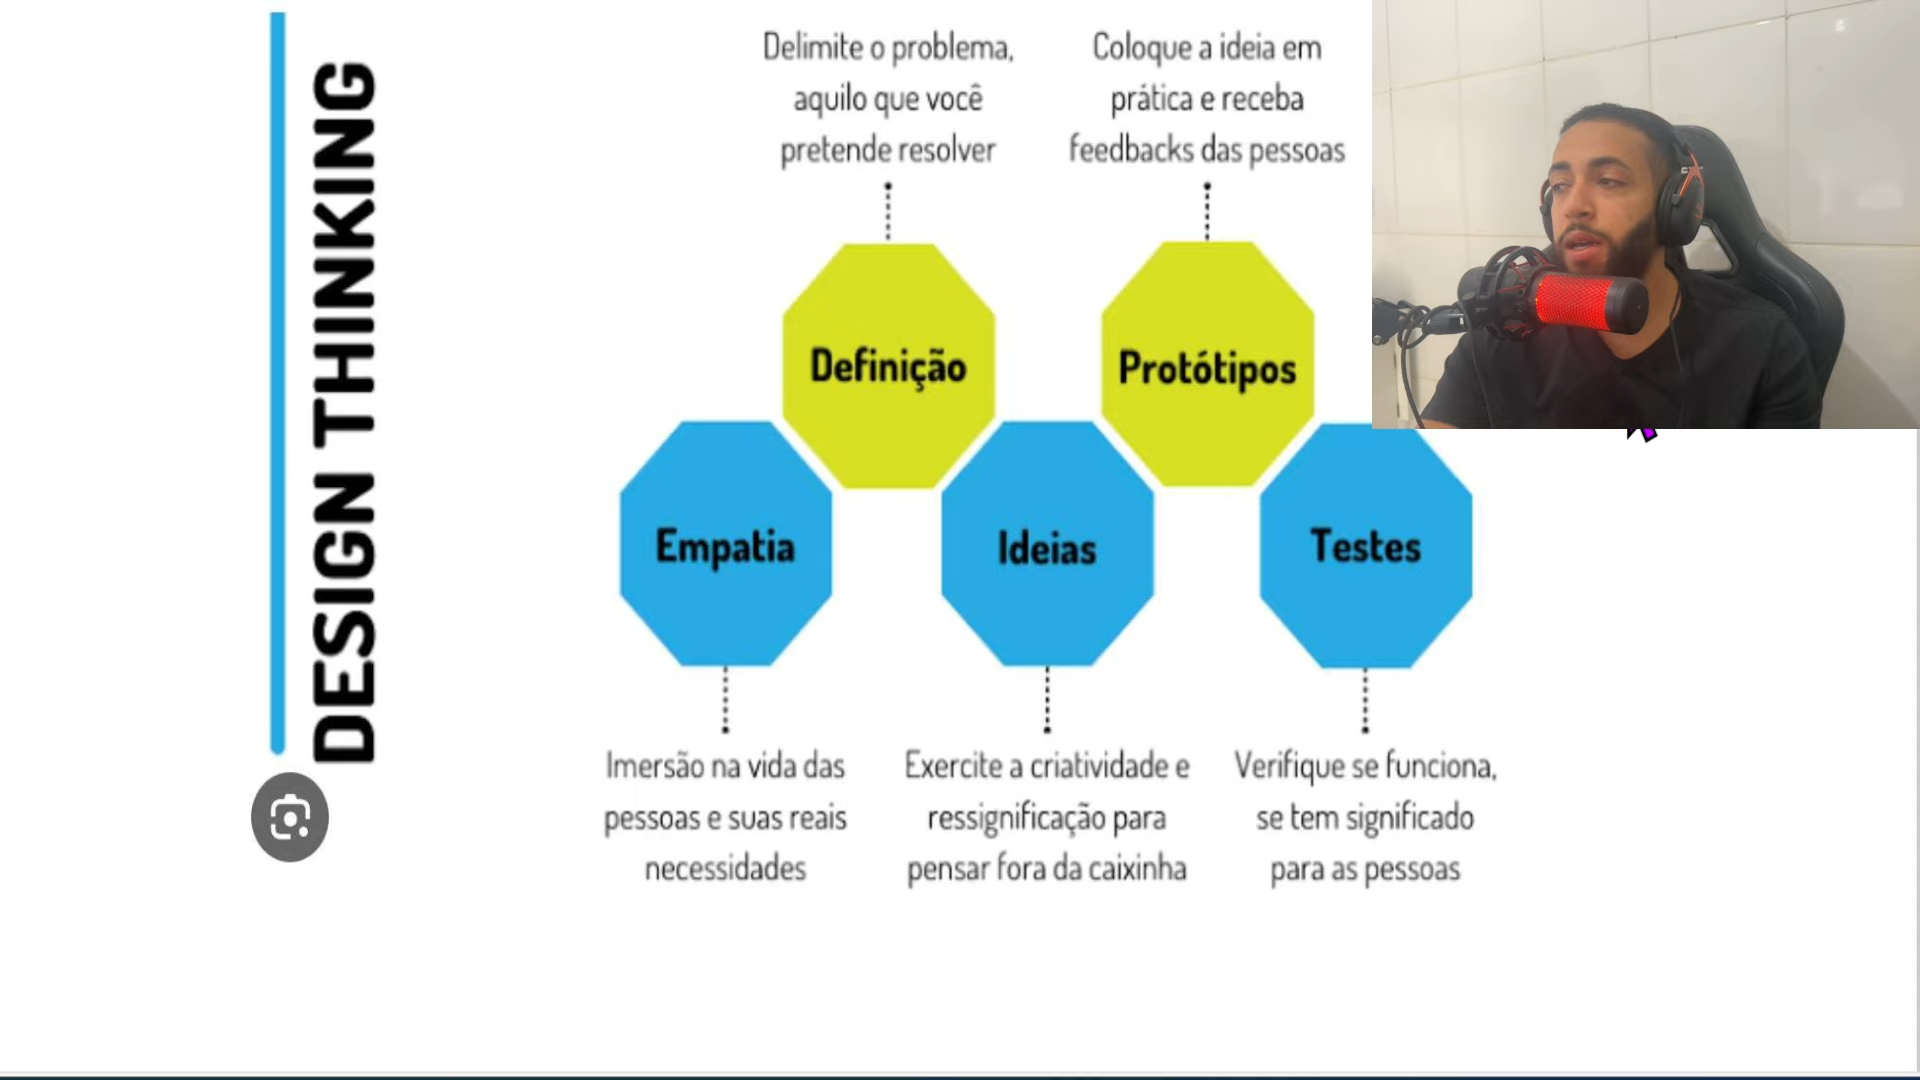 DESIGN THINKING
Delimite o problema,
aquilo que você
pretende resolver
Coloque a ideia em
prática e receba
feedbacks das pessoas
Definição
Protótipos
Empatia
Ideias
Testes
Imersão na vida das
pessoas e suas reais
necessidades
Exercite a criatividade e
ressignificação para
pensar fora da caixinha
Verifique se funciona,
se tem significado
para as pessoas